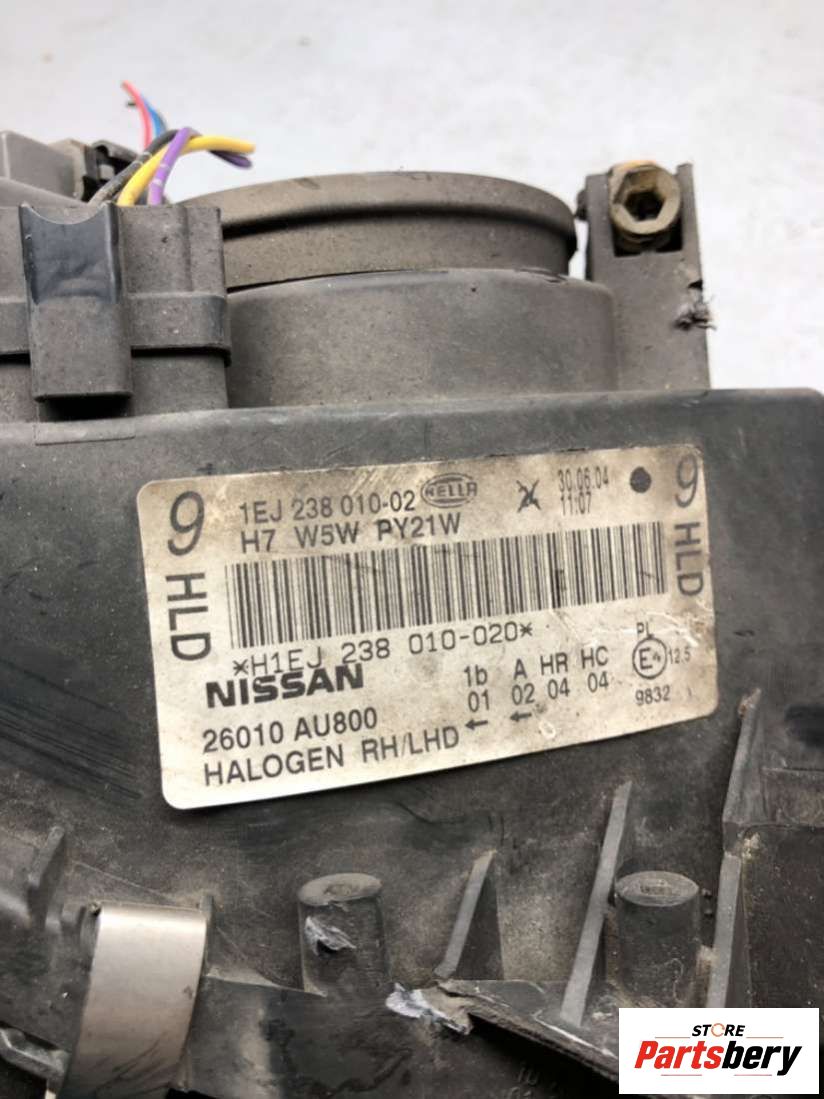 9 HLD
1EJ 238 010-02 HELLA
H7 W5W PY21W
30.06.04
11:07
9 HLD
*H1EJ 238 010-020*
NISSAN
26010 AU800
HALOGEN RH/LHD
1b A HR HC
01 02 04 04
PL
E4 12.5
9832
STORE
Partsbery